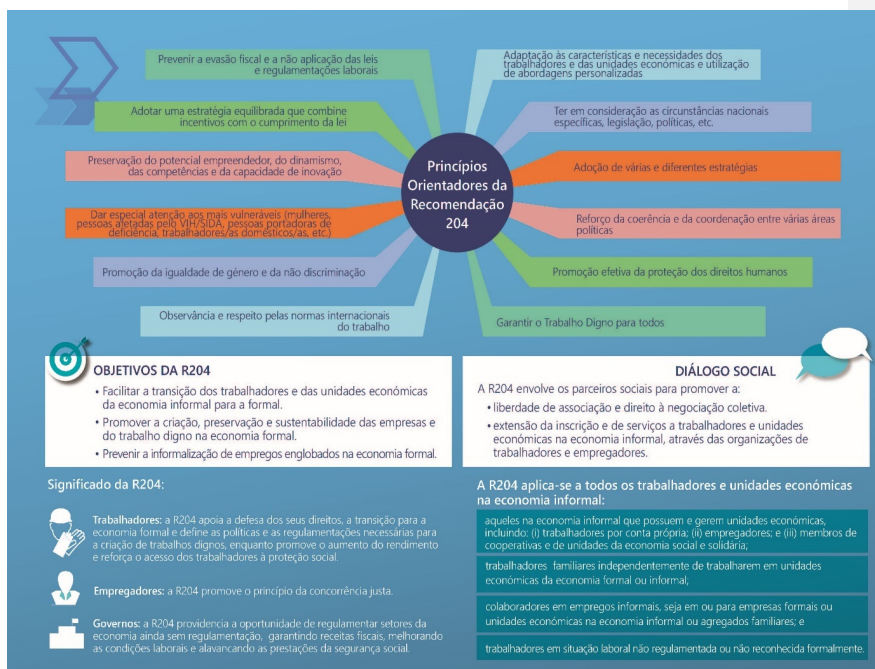 Prevenir a evasão fiscal e a não aplicação das leis
e regulamentações laborais
Adotar uma estratégia equilibrada que combine
incentivos com o cumprimento da lei
Preservação do potencial empreendedor, do dinamismo,
das competências e da capacidade de inovação
Dar especial atenção aos mais vulneráveis (mulheres,
pessoas afetadas pelo VIH/SIDA, pessoas portadoras de
deficiência, trabalhadores/as domésticos/as, etc.)
Promoção da igualdade de género e da não discriminação
Observância e respeito pelas normas internacionais
do trabalho
Princípios
Orientadores da
Recomendação
204
Adaptação às características e necessidades dos
trabalhadores e das unidades económicas e utilização
de abordagens personalizadas
Ter em consideração as circunstâncias nacionais
específicas, legislação, políticas, etc.
Adoção de várias e diferentes estratégias
Reforço da coerência e da coordenação entre várias áreas
políticas
Promoção efetiva da proteção dos direitos humanos
Garantir o Trabalho Digno para todos
OBJETIVOS DA R204
• Facilitar a transição dos trabalhadores e das unidades económicas
da economia informal para a formal.
• Promover a criação, preservação e sustentabilidade das empresas e
do trabalho digno na economia formal.
• Prevenir a informalização de empregos englobados na economia formal.
DIÁLOGO SOCIAL
A R204 envolve os parceiros sociais para promover a:
• liberdade de associação e direito à negociação coletiva.
• extensão da inscrição e de serviços a trabalhadores e unidades
económicas na economia informal, através das organizações de
trabalhadores e empregadores.
Significado da R204:
Trabalhadores: a R204 apoia a defesa dos seus direitos, a transição para a
economia formal e define as políticas e as regulamentações necessárias para
a criação de trabalhos dignos, enquanto promove o aumento do rendimento
e reforça o acesso dos trabalhadores à proteção social.
Empregadores: a R204 promove o princípio da concorrência justa.
Governos: a R204 providencia a oportunidade de regulamentar setores da
economia ainda sem regulamentação, garantindo receitas fiscais, melhorando
as condições laborais e alavancando as prestações da segurança social.
A R204 aplica-se a todos os trabalhadores e unidades económicas
na economia informal:
aqueles na economia informal que possuem e gerem unidades económicas,
incluindo: (i) trabalhadores por conta própria; (ii) empregadores; e (iii) membros de
cooperativas e de unidades da economia social e solidária;
trabalhadores familiares independentemente de trabalharem em unidades
económicas da economia formal ou informal;
colaboradores em empregos informais, seja em ou para empresas formais ou
unidades económicas na economia informal ou agregados familiares; e
trabalhadores em situação laboral não regulamentada ou não reconhecida formalmente.